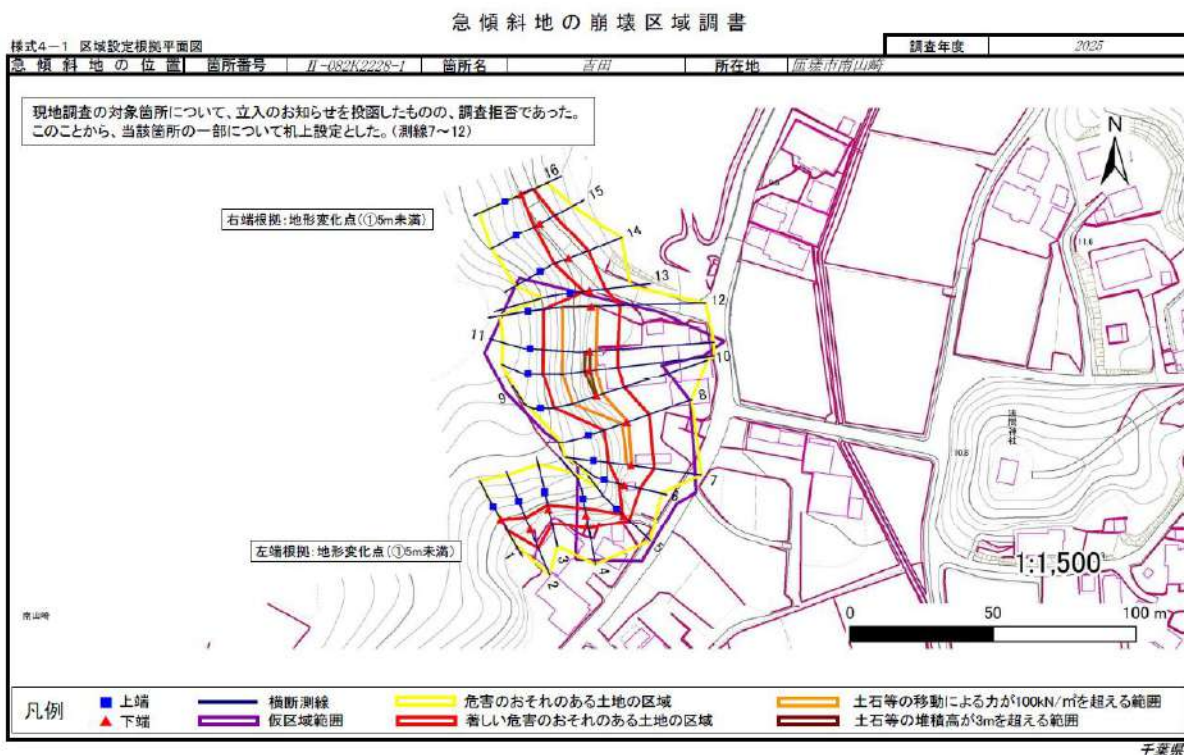 急傾斜地の崩壊区域調書
様式4－1 区域設定根拠平面図
調査年度 2025
急傾斜地の位置 箇所番号 Ⅱ-082K2228-1 箇所名 吉田 所在地 匝瑳市南山崎
現地調査の対象箇所について、立入のお知らせを投函したものの、調査拒否であった。
このことから、当該箇所の一部について机上設定とした。(測線7～12)
N
右端根拠:地形変化点(①5m未満)
16
15
14
13
12
11
10
9
8
7
6
5
4
3
2
1
11.6
10.6
浅間神社
左端根拠:地形変化点(①5m未満)
南山崎
1:1,500
0 50 100 m
凡例
上端 横断測線 危害のおそれのある土地の区域 土石等の移動による力が100kN/㎡を超える範囲
下端 仮区域範囲 著しい危害のおそれのある土地の区域 土石等の堆積高が3mを超える範囲
千葉県